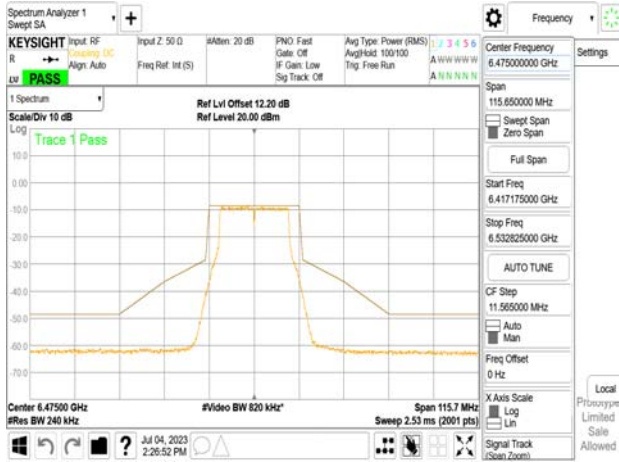 Spectrum Analyzer 1
Swept SA
+
Frequency
KEYSIGHT
Input: RF
Coupling: DC
Align: Auto
Input Z: 50 Ω
Freq Ref: Int (S)
#Atten: 20 dB
PNO: Fast
Gate: Off
IF Gain: Low
Sig Track: Off
Avg Type: Power (RMS)
Avg|Hold: 100/100
Trig: Free Run
1 2 3 4 5 6
A W W W W W
A N N N N N
R
LU
PASS
1 Spectrum
Scale/Div 10 dB
Ref Lvl Offset 12.20 dB
Ref Level 20.00 dBm
Log
Trace 1 Pass
10.0
0.00
-10.0
-20.0
-30.0
-40.0
-50.0
-60.0
-70.0
Center 6.47500 GHz
#Res BW 240 kHz
#Video BW 820 kHz*
Span 115.7 MHz
Sweep 2.53 ms (2001 pts)
Jul 04, 2023
2:26:52 PM
?
Center Frequency
6.475000000 GHz
Settings
Span
115.650000 MHz
Swept Span
Zero Span
Full Span
Start Freq
6.417175000 GHz
Stop Freq
6.532825000 GHz
AUTO TUNE
CF Step
11.565000 MHz
Auto
Man
Freq Offset
0 Hz
X Axis Scale
Log
Lin
Signal Track
(Span Zoom)
Local
Prototype
Limited
Sale
Allowed